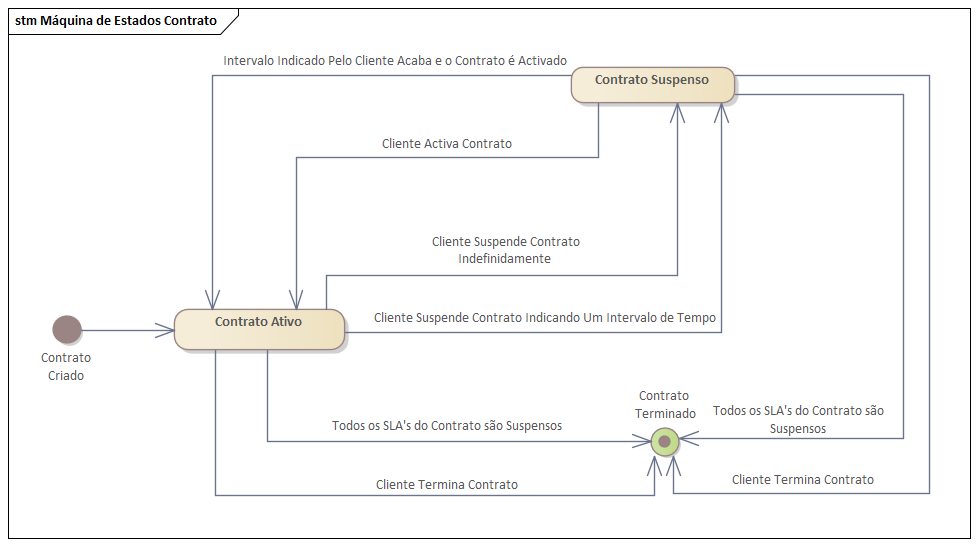 stm Máquina de Estados Contrato
Intervalo Indicado Pelo Cliente Acaba e o Contrato é Activado
Contrato Suspenso
Cliente Activa Contrato
Cliente Suspende Contrato
Indefinidamente
Contrato Ativo
Cliente Suspende Contrato Indicando Um Intervalo de Tempo
Contrato
Criado
Contrato
Terminado
Todos os SLA's do Contrato são
Suspensos
Todos os SLA's do Contrato são Suspensos
Cliente Termina Contrato
Cliente Termina Contrato